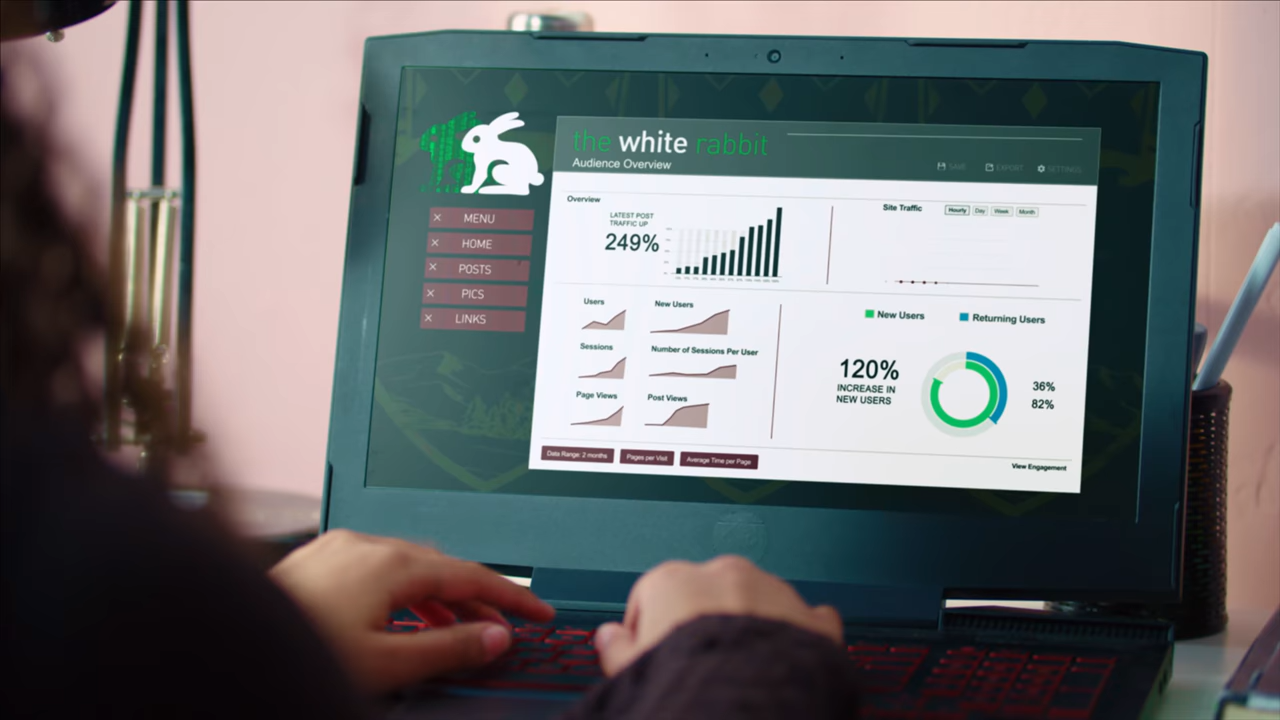 the white rabbit
Audience Overview
SAVE
EXPORT
SETTINGS
MENU
HOME
POSTS
PICS
LINKS
Overview
LATEST POST
TRAFFIC UP
249%
Site Traffic
Hourly
Day
Week
Month
Users
New Users
Sessions
Number of Sessions Per User
Page Views
Post Views
New Users
Returning Users
120%
INCREASE IN
NEW USERS
36%
82%
Date Range: 2 months
Pages per Visit
Average Time per Page
View Engagement